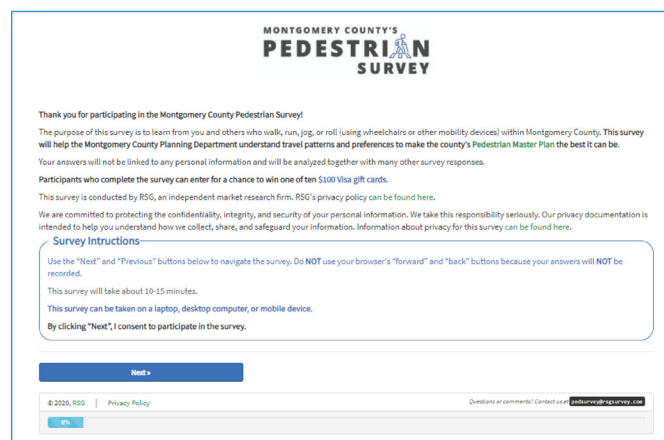 MONTGOMERY COUNTY'S
PEDESTRIAN
SURVEY
Thank you for participating in the Montgomery County Pedestrian Survey!
The purpose of this survey is to learn from you and others who walk, run, jog, or roll (using wheelchairs or other mobility devices) within Montgomery County. This survey
will help the Montgomery County Planning Department understand travel patterns and preferences to make the county's Pedestrian Master Plan the best it can be.
Your answers will not be linked to any personal information and will be analyzed together with many other survey responses.
Participants who complete the survey can enter for a chance to win one of ten $100 Visa gift cards.
This survey is conducted by RSG, an independent market research firm. RSG's privacy policy can be found here.
We are committed to protecting the confidentiality, integrity, and security of your personal information. We take this responsibility seriously. Our privacy documentation is
intended to help you understand how we collect, share, and safeguard your information. Information about privacy for this survey can be found here.
Survey Intructions
Use the "Next" and "Previous" buttons below to navigate the survey. Do NOT use your browser's "forward" and "back" buttons because your answers will NOT be
recorded.
This survey will take about 10-15 minutes.
This survey can be taken on a laptop, desktop computer, or mobile device.
By clicking "Next", I consent to participate in the survey.
Next »
© 2020, RSG | Privacy Policy
Questions or comments? Contact us at pedsurvey@rsgsurvey.com
0%